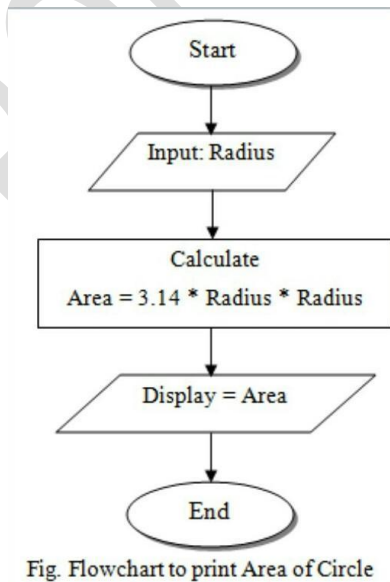 Start
Input: Radius
Calculate
Area = 3.14 * Radius * Radius
Display = Area
End
Fig. Flowchart to print Area of Circle